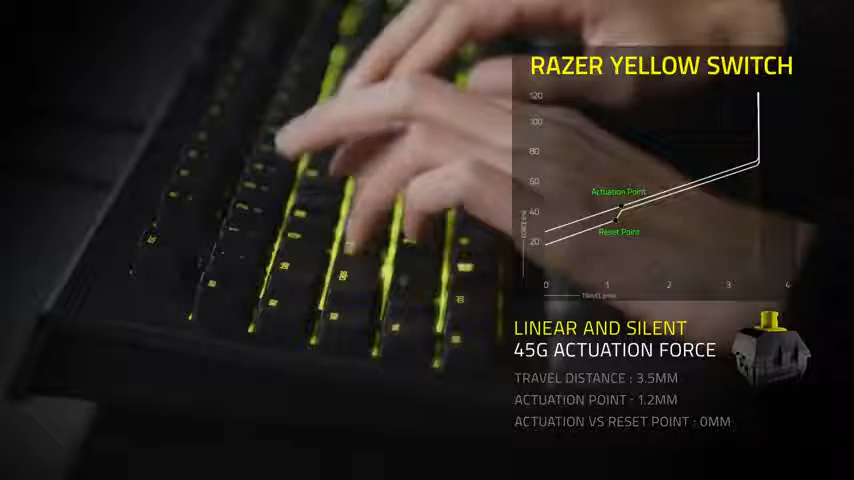 RAZER YELLOW SWITCH
120
100
80
60
40
20
Actuation Point
Reset Point
0 1 2 3 4
LINEAR AND SILENT
45G ACTUATION FORCE
TRAVEL DISTANCE : 3.5MM
ACTUATION POINT : 1.2MM
ACTUATION VS RESET POINT : 0MM